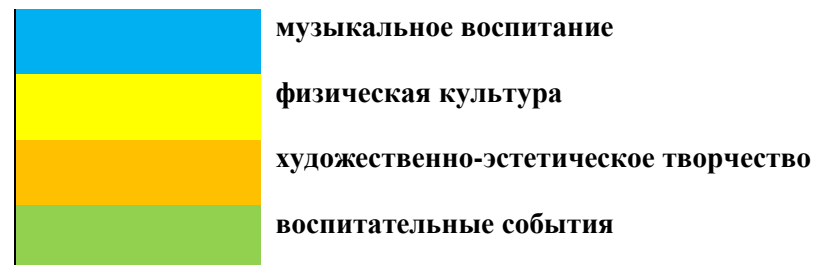 музыкальное воспитание
физическая культура
художественно-эстетическое творчество
воспитательные события